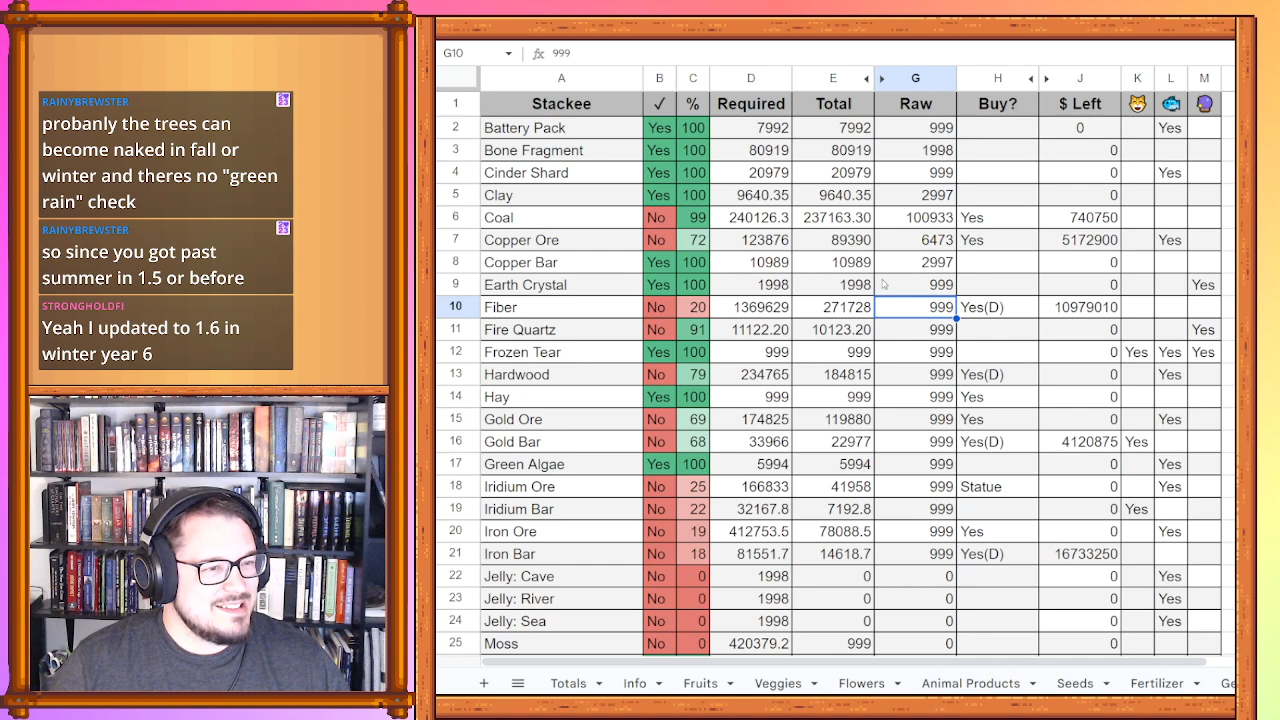 RAINYBREWSTER
probanly the trees can
become naked in fall or
winter and theres no "green
rain" check
RAINYBREWSTER
so since you got past
summer in 1.5 or before
STRONGHOLDFI
Yeah I updated to 1.6 in
winter year 6
G10 fx 999
A B C D E G H J K L M
1 Stackee ✓ % Required Total Raw Buy? $ Left
2 Battery Pack Yes 100 7992 7992 999 0 Yes
3 Bone Fragment Yes 100 80919 80919 1998 0
4 Cinder Shard Yes 100 20979 20979 999 0 Yes
5 Clay Yes 100 9640.35 9640.35 2997 0
6 Coal No 99 240126.3 237163.30 100933 Yes 740750
7 Copper Ore No 72 123876 89390 6473 Yes 5172900 Yes
8 Copper Bar Yes 100 10989 10989 2997 0
9 Earth Crystal Yes 100 1998 1998 999 0 Yes
10 Fiber No 20 1369629 271728 999 Yes(D) 10979010
11 Fire Quartz No 91 11122.20 10123.20 999 0 Yes
12 Frozen Tear Yes 100 999 999 999 0 Yes Yes Yes
13 Hardwood No 79 234765 184815 999 Yes(D) 0 Yes
14 Hay Yes 100 999 999 999 Yes 0
15 Gold Ore No 69 174825 119880 999 Yes 0 Yes
16 Gold Bar No 68 33966 22977 999 Yes(D) 4120875 Yes
17 Green Algae Yes 100 5994 5994 999 0 Yes
18 Iridium Ore No 25 166833 41958 999 Statue 0 Yes
19 Iridium Bar No 22 32167.8 7192.8 999 0 Yes
20 Iron Ore No 19 412753.5 78088.5 999 Yes 0 Yes
21 Iron Bar No 18 81551.7 14618.7 999 Yes(D) 16733250
22 Jelly: Cave No 0 1998 0 0 0 Yes
23 Jelly: River No 0 1998 0 0 0 Yes
24 Jelly: Sea No 0 1998 0 0 0 Yes
25 Moss No 0 420379.2 999 0 0
+ Totals Info Fruits Veggies Flowers Animal Products Seeds Fertilizer Ge